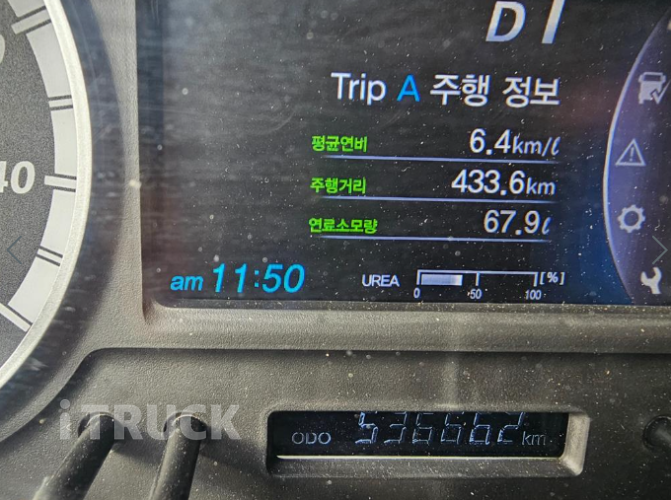 D 1
Trip A 주행 정보
평균연비 6.4km/ℓ
주행거리 433.6km
연료소모량 67.9ℓ
40
am 11:50 UREA [%]
0 50 100
iTRUCK
ODO 536662 km